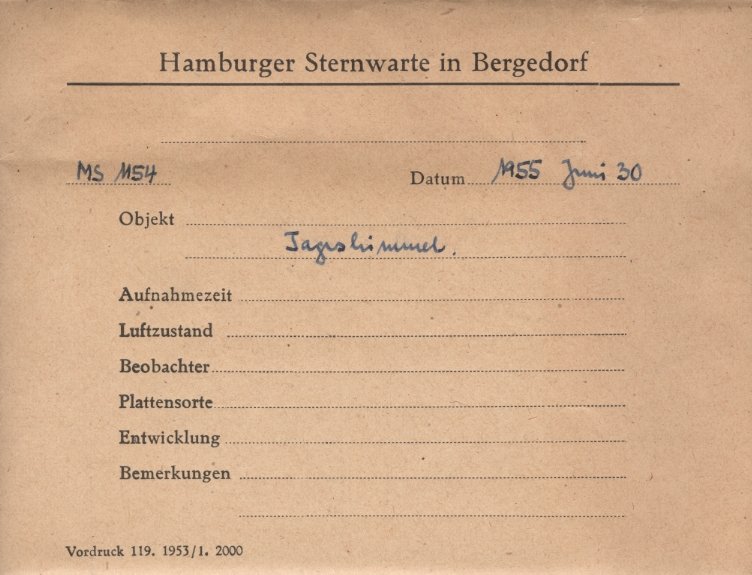 Hamburger Sternwarte in Bergedorf
MS 1154 Datum 1955 Juni 30
Objekt
Tageshimmel.
Aufnahmezeit
Luftzustand
Beobachter
Plattensorte
Entwicklung
Bemerkungen
Vordruck 119. 1953/1. 2000